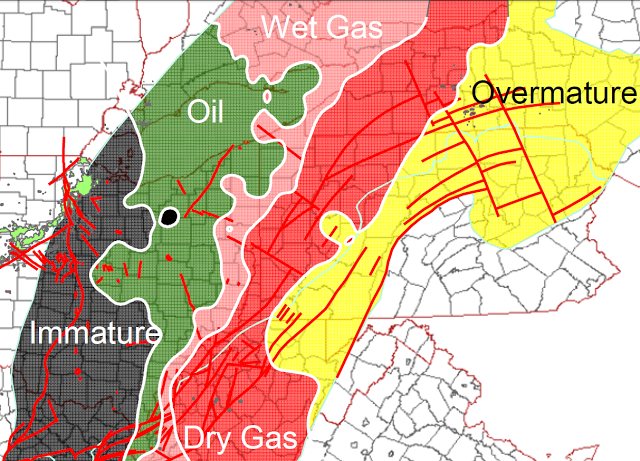 Wet Gas
Overmature
Oil
Immature
Dry Gas